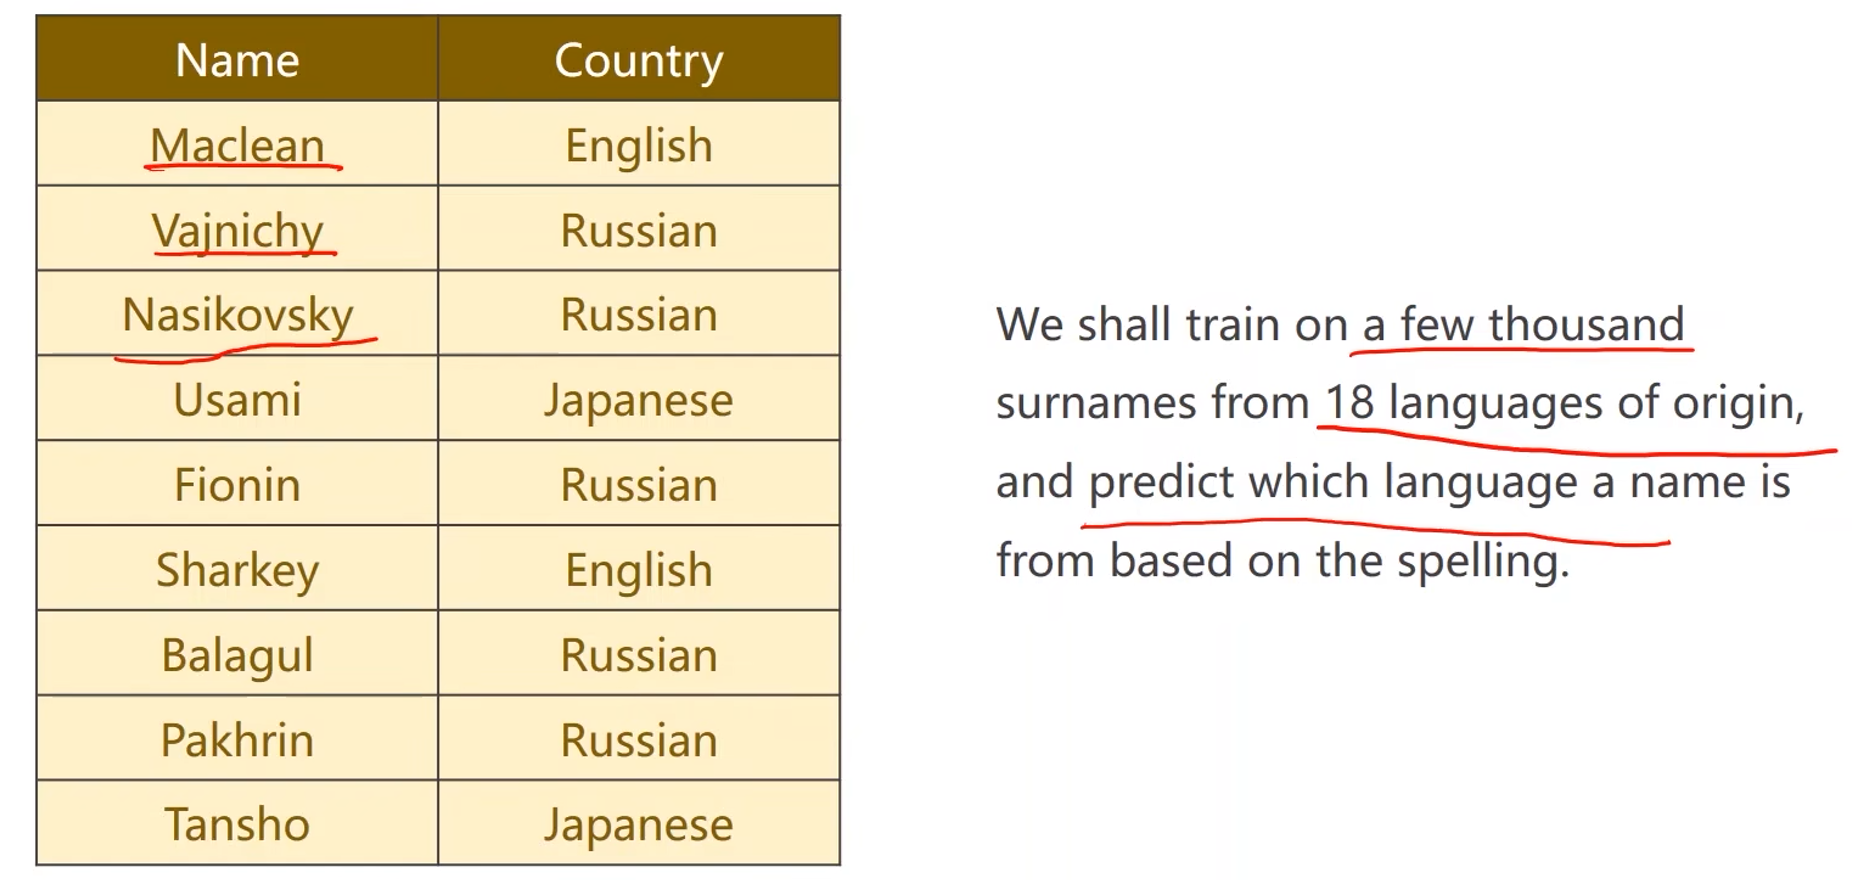 Name Country
Maclean English
Vajnichy Russian
Nasikovsky Russian
Usami Japanese
Fionin Russian
Sharkey English
Balagul Russian
Pakhrin Russian
Tansho Japanese
We shall train on a few thousand
surnames from 18 languages of origin,
and predict which language a name is
from based on the spelling.